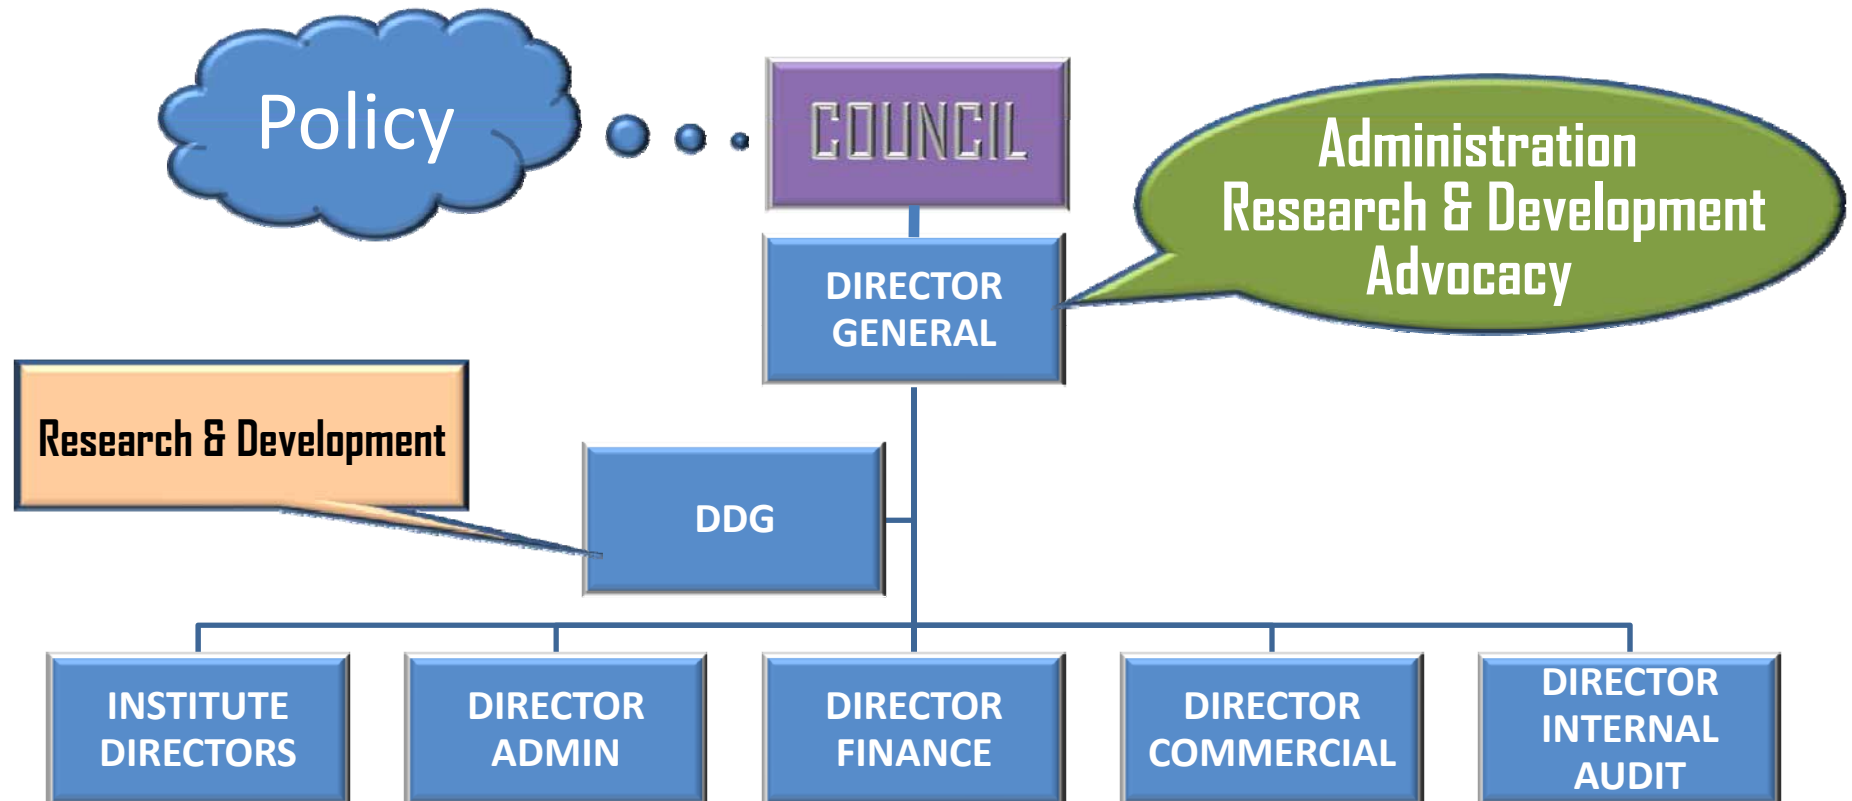 Policy
COUNCIL
Administration
Research & Development
Advocacy
DIRECTOR
GENERAL
Research & Development
DDG
INSTITUTE
DIRECTORS
DIRECTOR
ADMIN
DIRECTOR
FINANCE
DIRECTOR
COMMERCIAL
DIRECTOR
INTERNAL
AUDIT